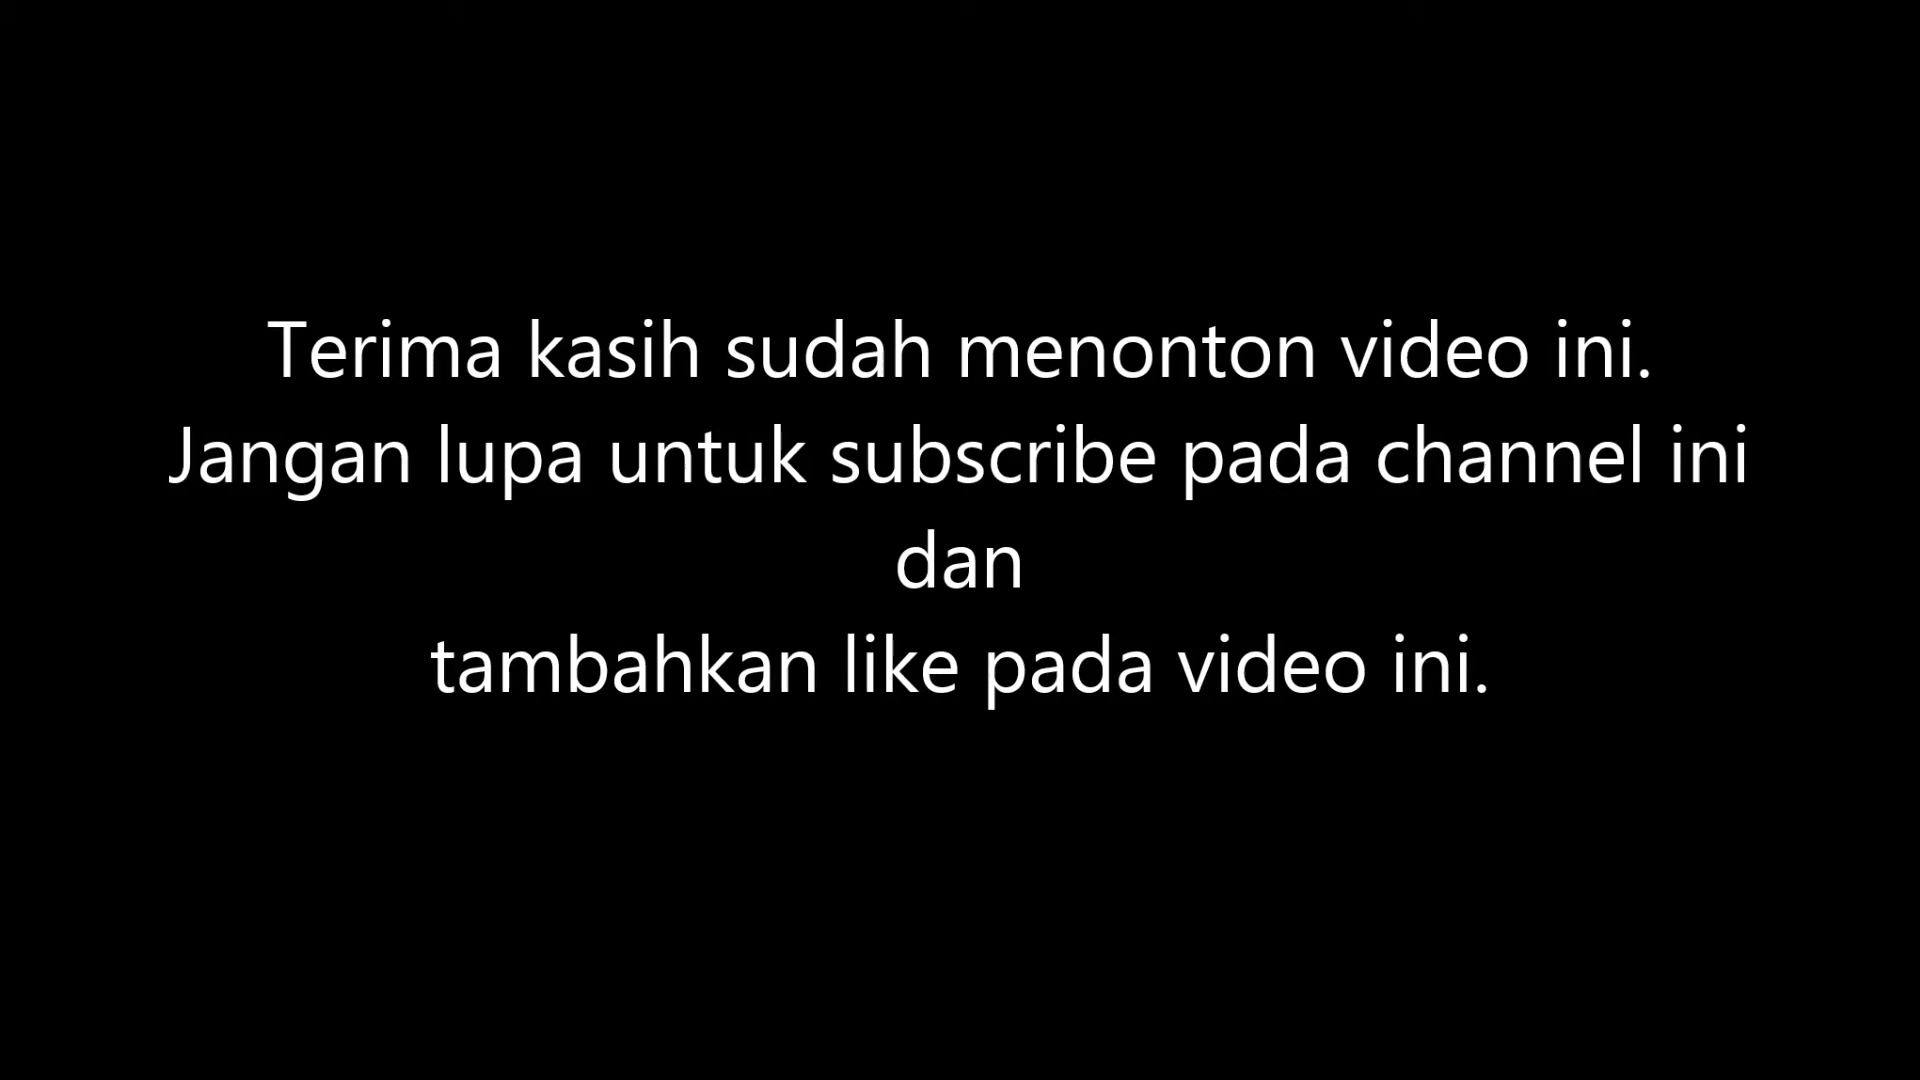 Terima kasih sudah menonton video ini.
Jangan lupa untuk subscribe pada channel ini
dan
tambahkan like pada video ini.